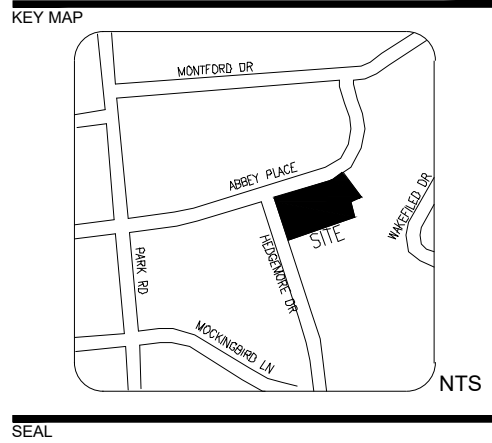 KEY MAP
MONTFORD DR
ABBEY PLACE
WAKEFILED DR
SITE
HEDGEMORE DR
PARK RD
MOCKINGBIRD LN
NTS
SEAL